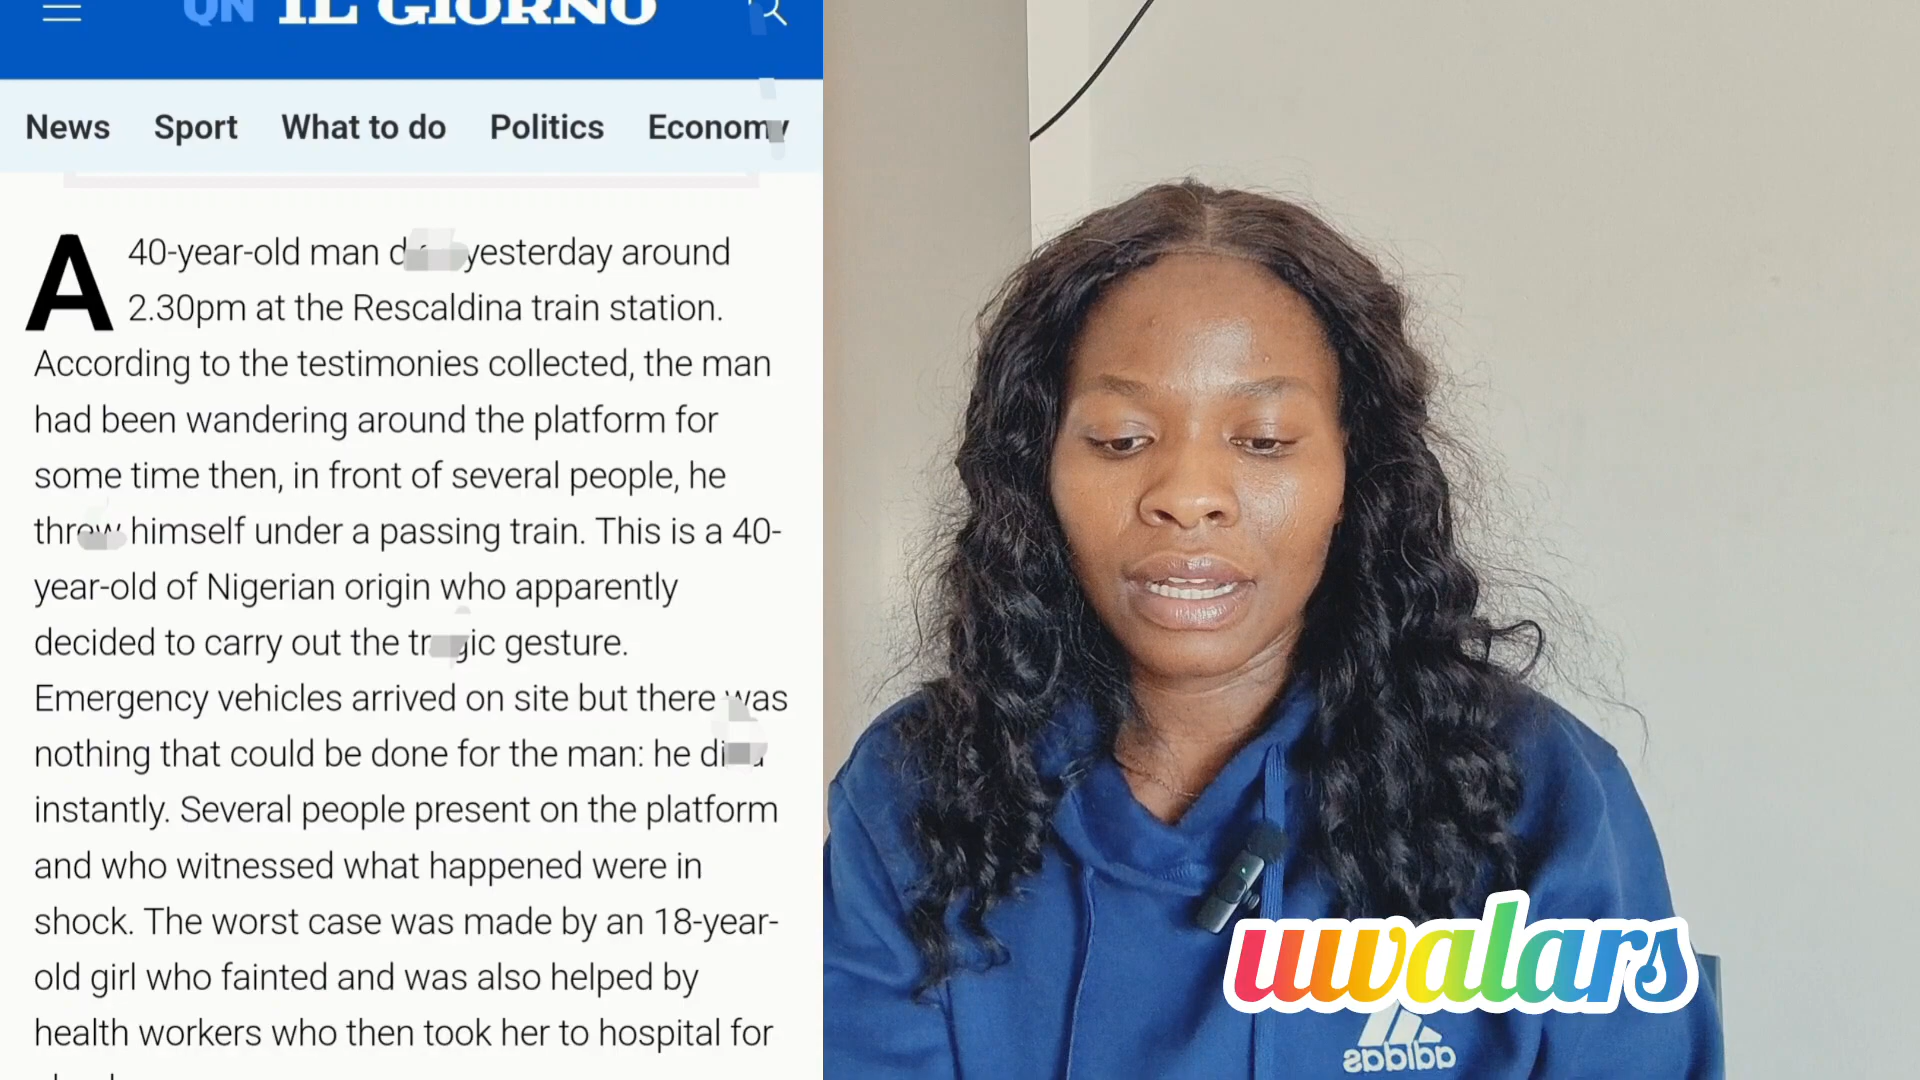 QN IL GIORNO
News Sport What to do Politics Economy
A 40-year-old man yesterday around
2.30pm at the Rescaldina train station.
According to the testimonies collected, the man
had been wandering around the platform for
some time then, in front of several people, he
threw himself under a passing train. This is a 40-
year-old of Nigerian origin who apparently
decided to carry out the tragic gesture.
Emergency vehicles arrived on site but there was
nothing that could be done for the man: he died
instantly. Several people present on the platform
and who witnessed what happened were in
shock. The worst case was made by an 18-year-
old girl who fainted and was also helped by
health workers who then took her to hospital for
uwalars
adidas